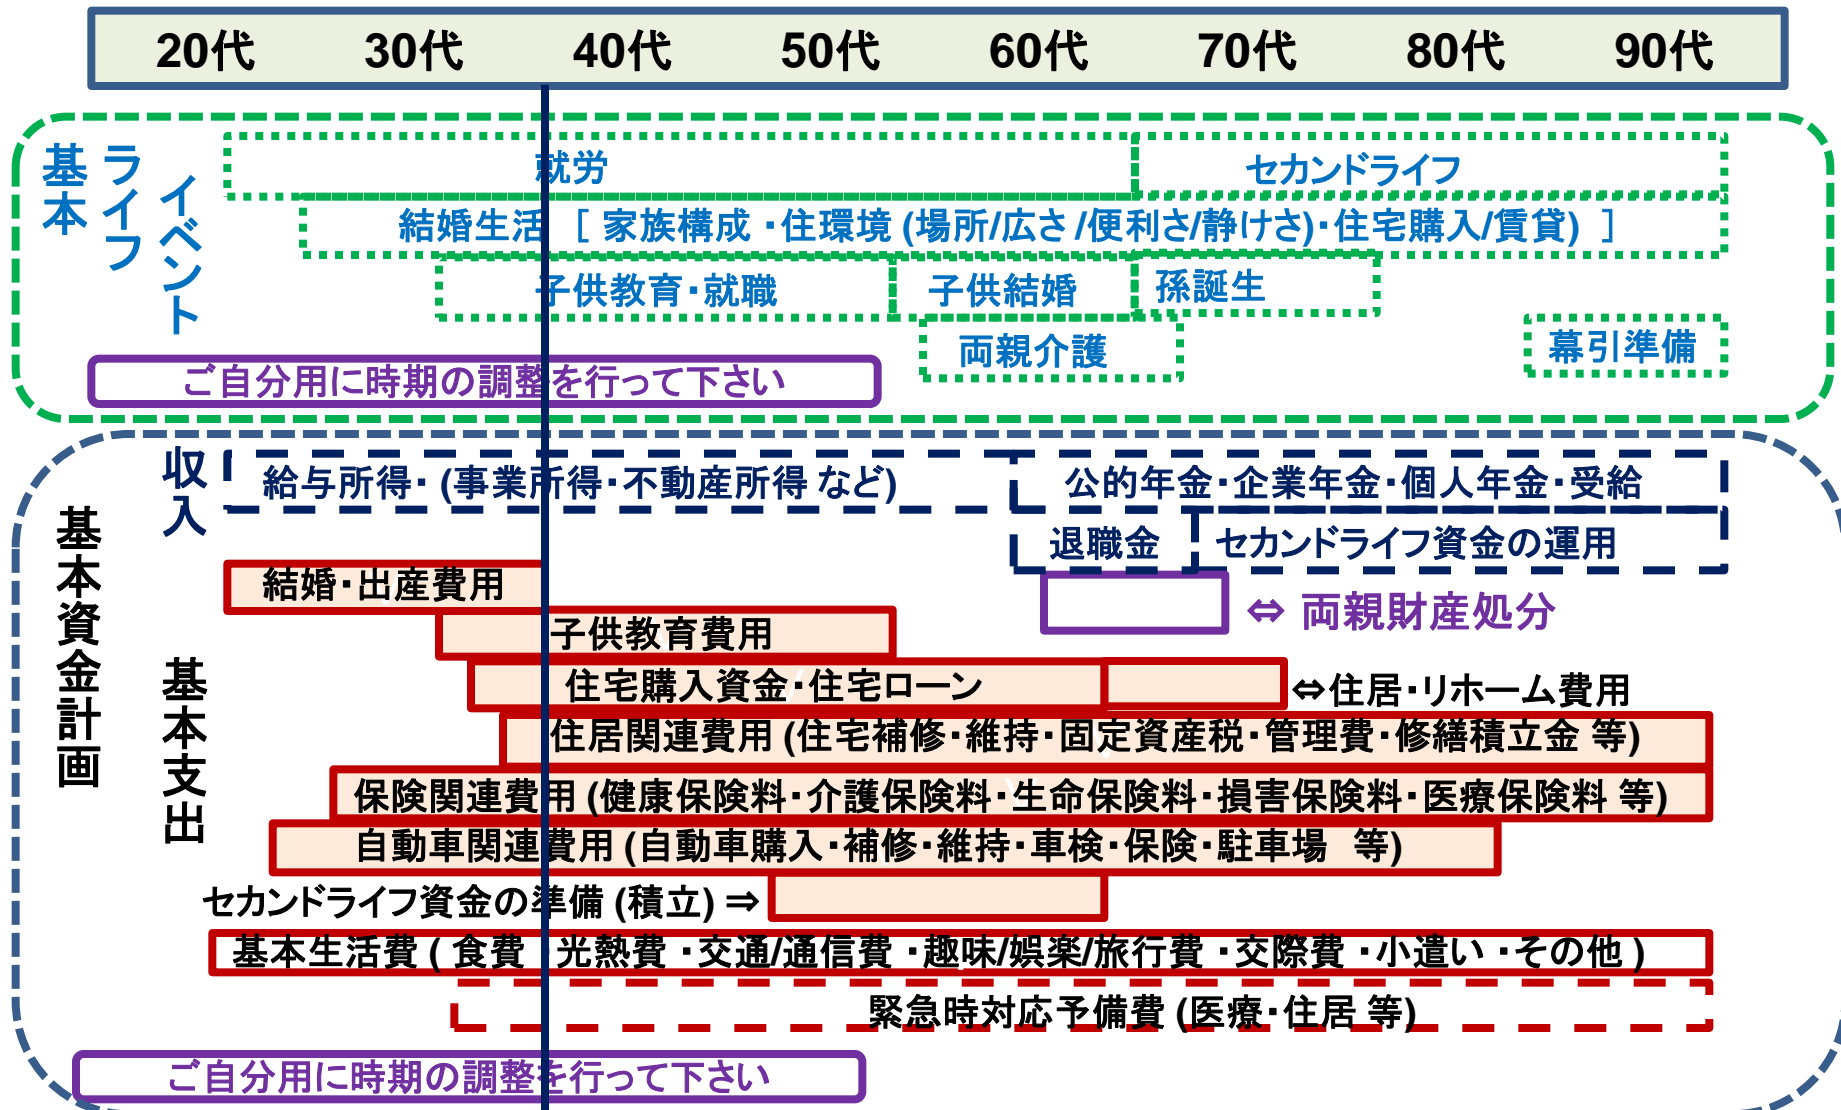 20代 30代 40代 50代 60代 70代 80代 90代
基本
ライフ
イベント
就労
セカンドライフ
結婚生活 ［ 家族構成 ・住環境 (場所/広さ /便利さ/静けさ)・住宅購入/賃貸) ］
子供教育・就職
子供結婚
孫誕生
両親介護
幕引準備
ご自分用に時期の調整を行って下さい
基本資金計画
収入
給与所得・ (事業所得・不動産所得 など)
公的年金・企業年金・個人年金・受給
退職金
セカンドライフ資金の運用
⇔ 両親財産処分
基本支出
結婚・出産費用
子供教育費用
住宅購入資金・住宅ローン
⇔住居・リホーム費用
住居関連費用 (住宅補修・維持・固定資産税・管理費・修繕積立金 等)
保険関連費用 (健康保険料・介護保険料・生命保険料・損害保険料・医療保険料 等)
自動車関連費用 (自動車購入・補修・維持・車検・保険・駐車場 等)
セカンドライフ資金の準備 (積立) ⇒
基本生活費 ( 食費 ・光熱費 ・交通/通信費 ・趣味/娯楽/旅行費 ・交際費 ・小遣い ・その他 )
緊急時対応予備費 (医療・住居 等)
ご自分用に時期の調整を行って下さい